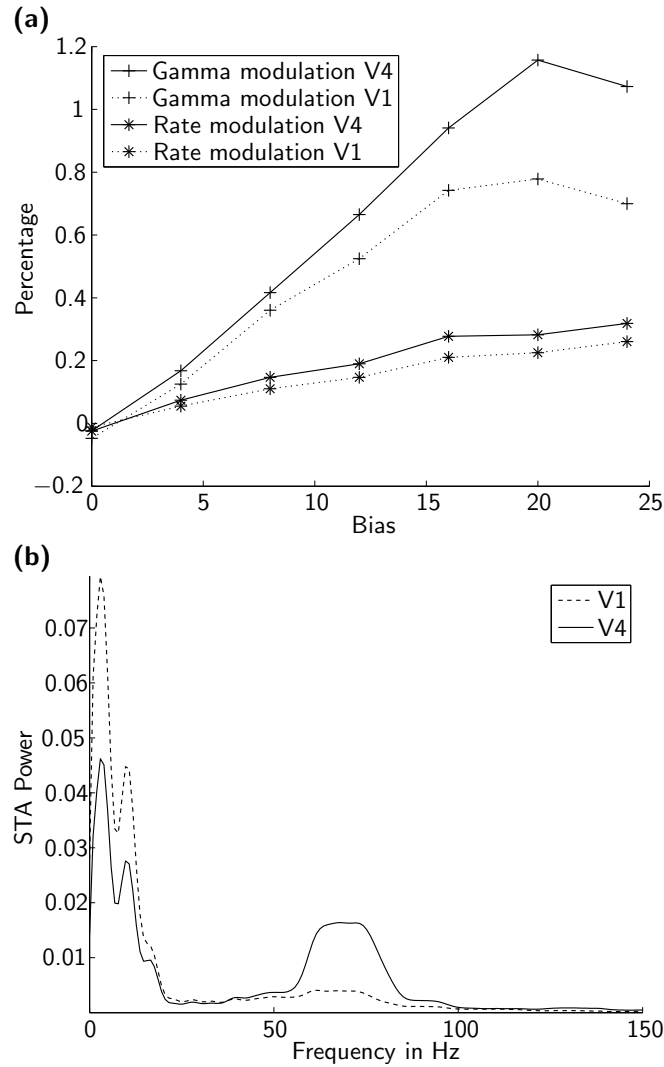 (a)
1.2
1
0.8
0.6
0.4
0.2
0
−0.2
Percentage
Gamma modulation V4
Gamma modulation V1
Rate modulation V4
Rate modulation V1
0 5 10 15 20 25
Bias
(b)
0.07
0.06
0.05
0.04
0.03
0.02
0.01
STA Power
V1
V4
0 50 100 150
Frequency in Hz